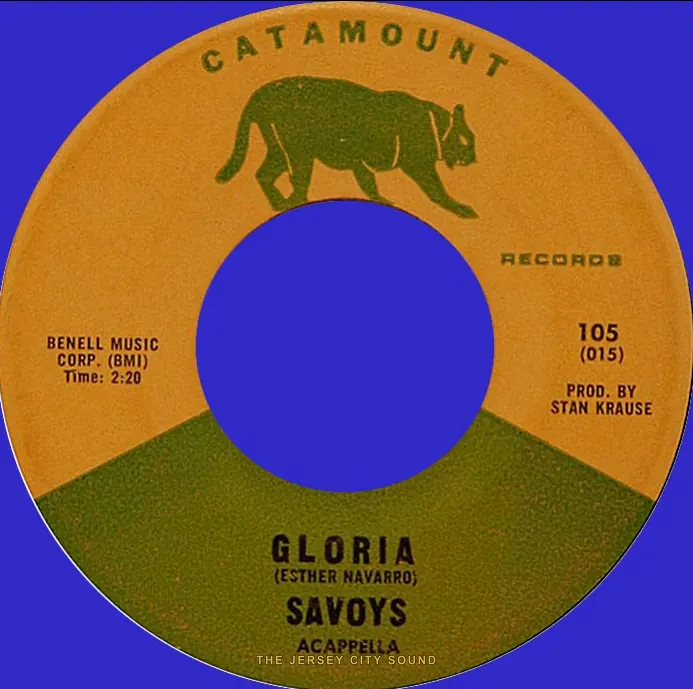 CATAMOUNT
RECORDS
BENELL MUSIC
CORP. (BMI)
Time: 2:20
105
(015)
PROD. BY
STAN KRAUSE
GLORIA
(ESTHER NAVARRO)
SAVOYS
ACAPPELLA
THE JERSEY CITY SOUND